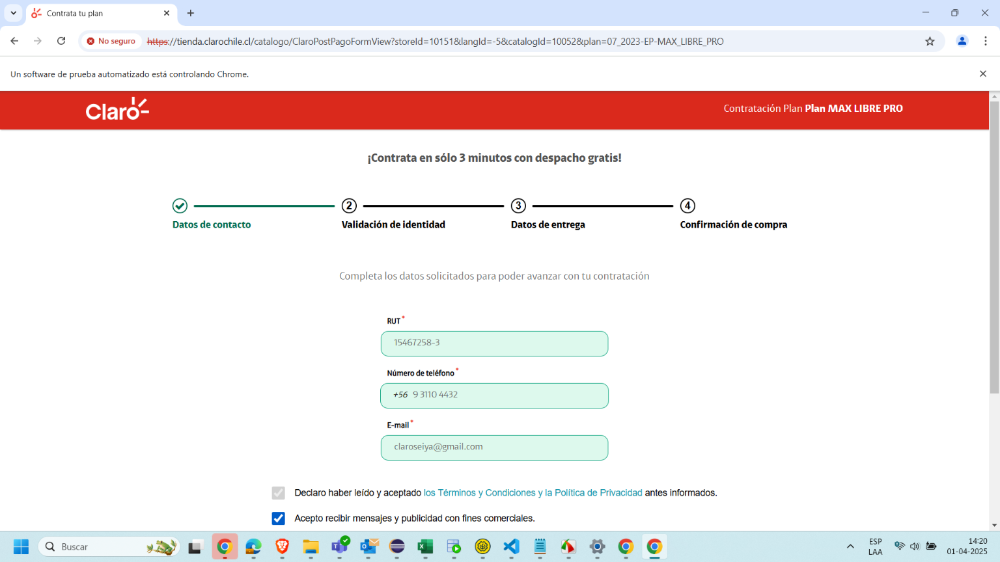 Contrata tu plan
No seguro
https://tienda.clarochile.cl/catalogo/ClaroPostPagoFormView?storeId=10151&langId=-5&catalogId=10052&plan=07_2023-EP-MAX_LIBRE_PRO
Un software de prueba automatizado está controlando Chrome.
Claro
Contratación Plan Plan MAX LIBRE PRO
¡Contrata en sólo 3 minutos con despacho gratis!
2
3
4
Datos de contacto
Validación de identidad
Datos de entrega
Confirmación de compra
Completa los datos solicitados para poder avanzar con tu contratación
RUT *
15467258-3
Número de teléfono *
+56 9 3110 4432
E-mail *
claroseiya@gmail.com
Declaro haber leído y aceptado los Términos y Condiciones y la Política de Privacidad antes informados.
Acepto recibir mensajes y publicidad con fines comerciales.
Buscar
ESP
LAA
14:20
01-04-2025